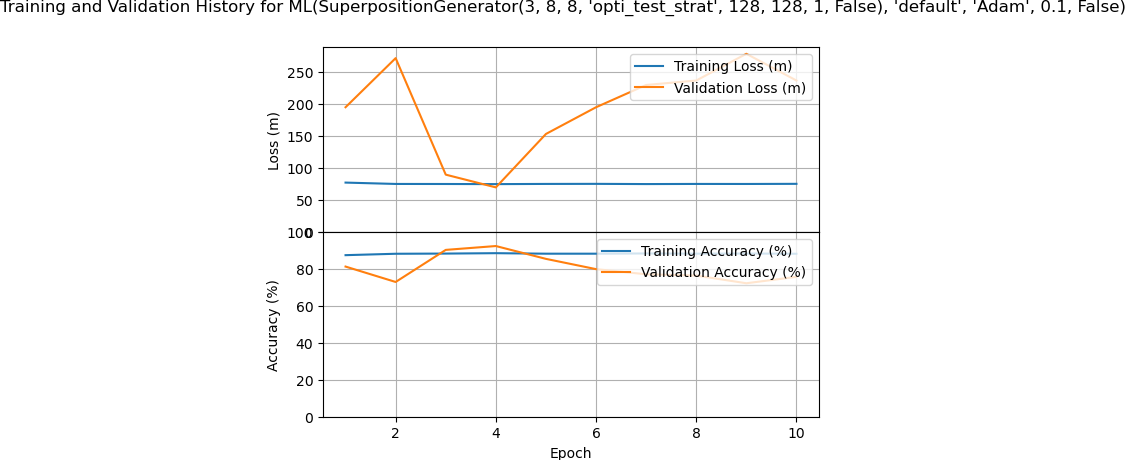 Training and Validation History for ML(SuperpositionGenerator(3, 8, 8, 'opti_test_strat', 128, 128, 1, False), 'default', 'Adam', 0.1, False)
Training Loss (m)
Validation Loss (m)
250
200
150
100
50
0
Loss (m)
Training Accuracy (%)
Validation Accuracy (%)
100
80
60
40
20
0
Accuracy (%)
2 4 6 8 10
Epoch